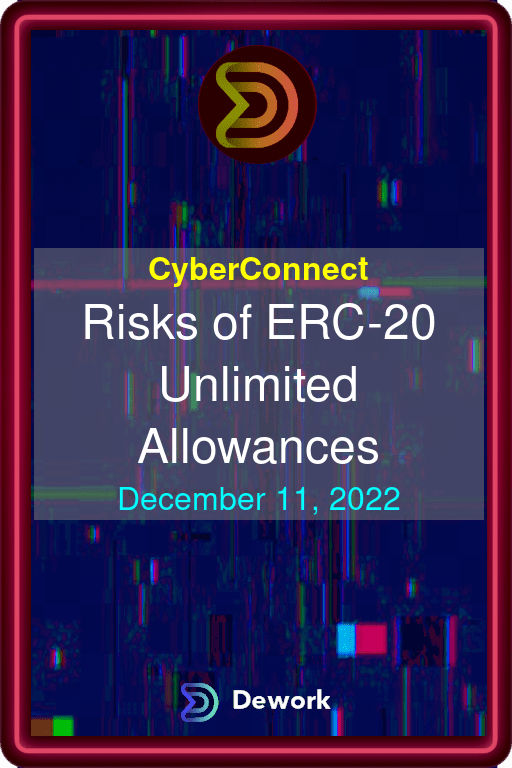 CyberConnect
Risks of ERC-20
Unlimited
Allowances
December 11, 2022
Dework